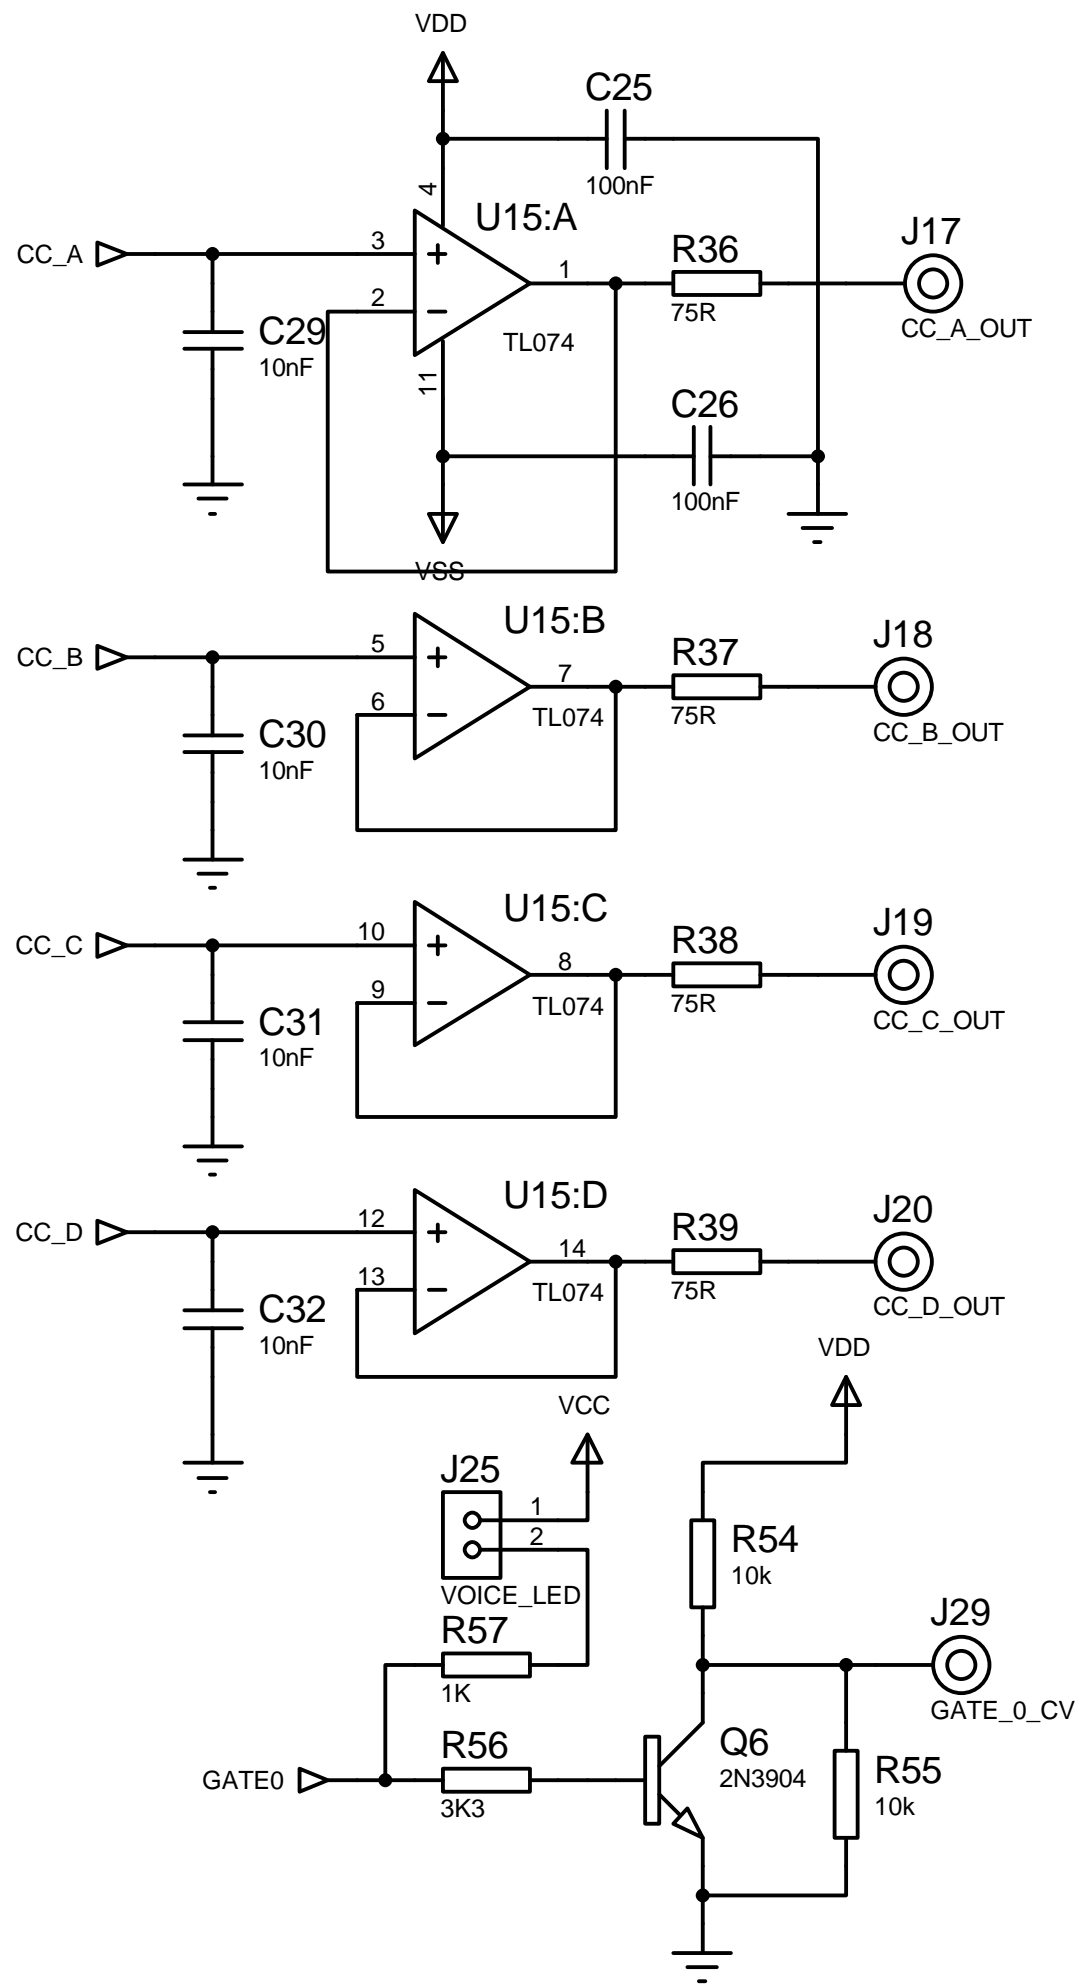 VDD
C25
100nF
4
U15:A
CC_A
3
2
1
R36
75R
J17
CC_A_OUT
TL074
C29
10nF
11
C26
100nF
VSS
U15:B
CC_B
5
6
7
R37
75R
J18
CC_B_OUT
TL074
C30
10nF
U15:C
CC_C
10
9
8
R38
75R
J19
CC_C_OUT
TL074
C31
10nF
U15:D
CC_D
12
13
14
R39
75R
J20
CC_D_OUT
TL074
C32
10nF
VDD
VCC
J25
1
2
VOICE_LED
R54
10k
R57
1K
J29
GATE_0_CV
GATE0
R56
3K3
Q6
2N3904
R55
10k